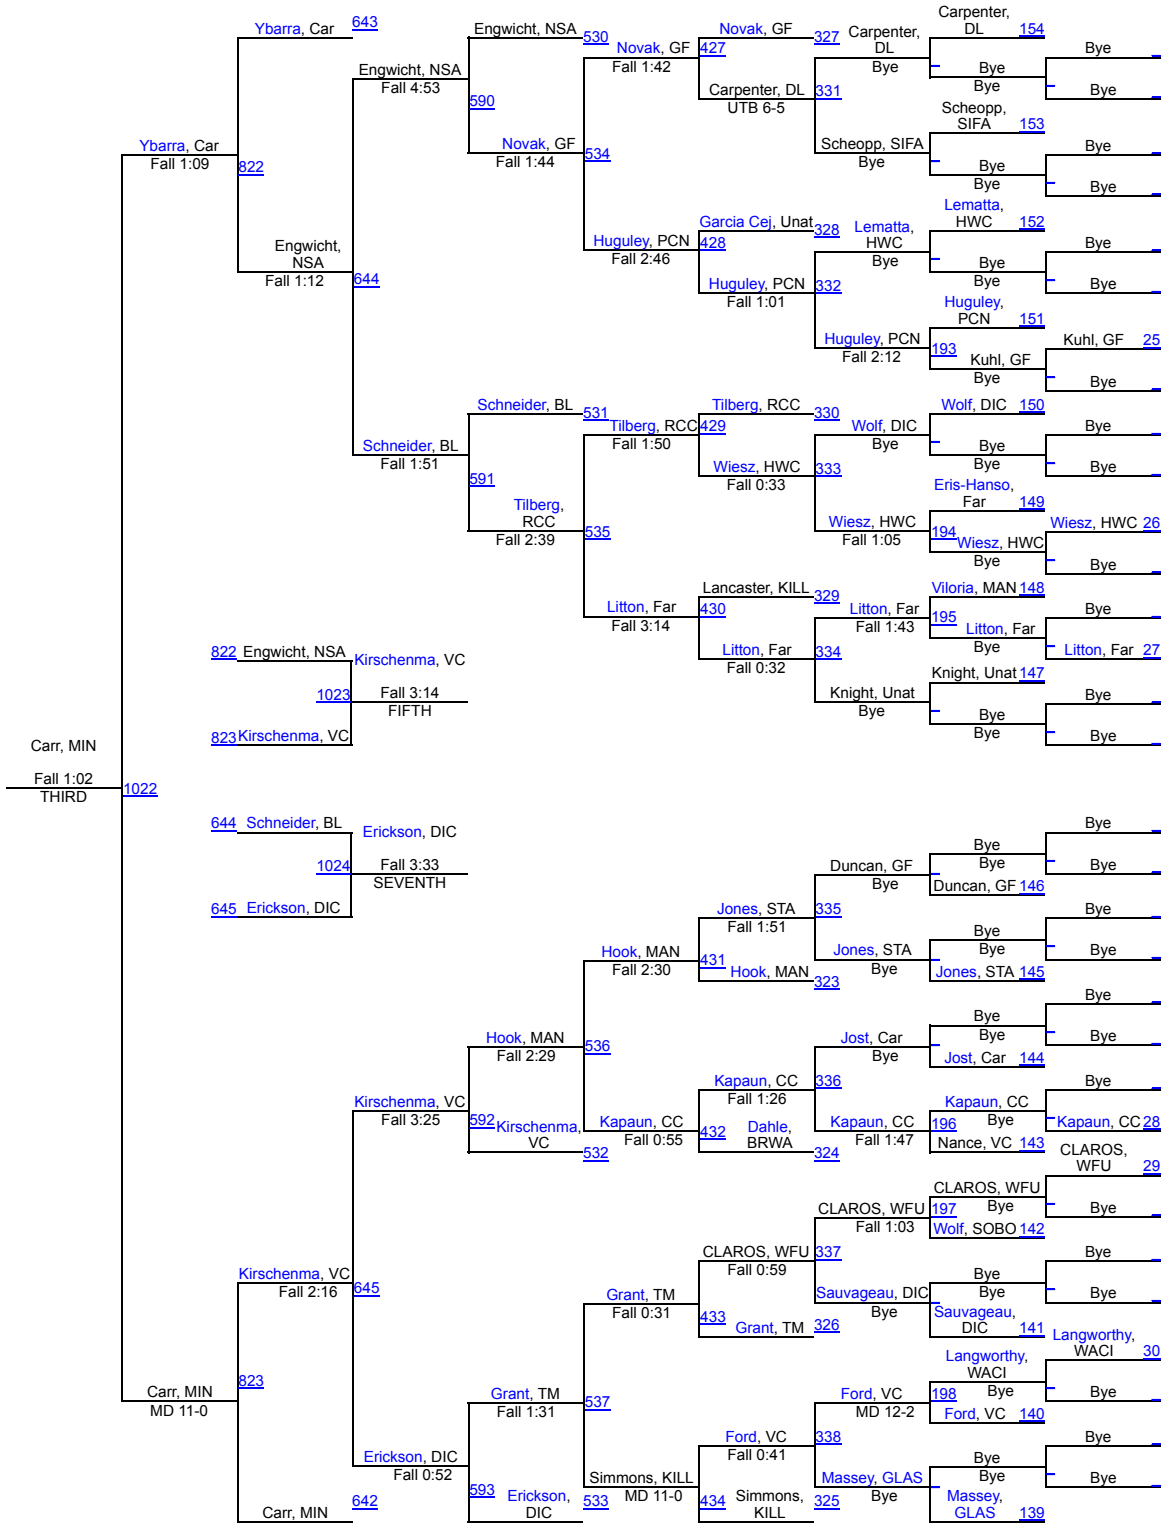 Carpenter,
Ybarra, Car 643 Engwicht, NSA 530 Novak, GF 327 Carpenter, DL 154
DL Bye
Novak, GF 427
Engwicht, NSA Fall 1:42 Bye Bye
Fall 4:53 Carpenter, DL 331 Bye Bye
590 UTB 6-5 Scheopp,
SIFA 153
Ybarra, Car Novak, GF 534 Scheopp, SIFA Bye
Fall 1:09 822 Fall 1:44 Bye Bye
Bye Bye
Lematta,
Garcia Cej, Unat 328 Lematta, HWC 152
Engwicht, Huguley, PCN 428 HWC Bye
NSA Fall 2:46 Bye Bye
Fall 1:12 644 Huguley, PCN 332 Bye Bye
Fall 1:01 Huguley,
PCN 151
Huguley, PCN 193 Kuhl, GF 25
Fall 2:12 Kuhl, GF
Bye Bye
Schneider, BL 531 Tilberg, RCC 330 Wolf, DIC 150
Tilberg, RCC 429 Wolf, DIC Bye
Schneider, BL Fall 1:50 Bye Bye
Fall 1:51 Wiesz, HWC 333 Bye Bye
591 Fall 0:33 Eris-Hanso,
Tilberg, Far 149
RCC 535 Wiesz, HWC 194 Wiesz, HWC 26
Fall 2:39 Fall 1:05 Wiesz, HWC
Bye Bye
Lancaster, KILL 329 Viloria, MAN 148
Litton, Far 430 Litton, Far 195 Bye
Fall 3:14 Fall 1:43 Litton, Far
Litton, Far 334 Bye Litton, Far 27
822 Engwicht, NSA Kirschenma, VC Fall 0:32 Knight, Unat 147
1023 Fall 3:14 Knight, Unat Bye
FIFTH Bye Bye
823 Kirschenma, VC Bye Bye
Carr, MIN
Fall 1:02
THIRD 1022
644 Schneider, BL Erickson, DIC Bye
Bye
1024 Fall 3:33 Duncan, GF Bye Bye
SEVENTH Bye Duncan, GF 146
645 Erickson, DIC Jones, STA 335 Bye
Fall 1:51 Bye
Hook, MAN Jones, STA Bye Bye
Fall 2:30 431 Hook, MAN 323 Bye Jones, STA 145
Bye
Bye
Hook, MAN 536 Jost, Car Bye Bye
Fall 2:29 Bye Jost, Car 144
Kapaun, CC 336 Bye
Kirschenma, VC Fall 1:26 Kapaun, CC
Fall 3:25 592 Kirschenma, Kapaun, CC 432 Dahle, Kapaun, CC 196 Bye Kapaun, CC 28
VC 532 Fall 0:55 BRWA 324 Fall 1:47 Nance, VC 143
CLAROS,
WFU 29
CLAROS, WFU
CLAROS, WFU 197 Bye Bye
Fall 1:03 Wolf, SOBO 142
CLAROS, WFU 337 Bye
Kirschenma, VC Fall 0:59 Bye
Fall 2:16 645 Grant, TM Sauvageau, DIC Bye Bye
Fall 0:31 433 Grant, TM 326 Bye Sauvageau,
DIC 141
Langworthy,
WACI 30
Langworthy,
WACI
Carr, MIN 823 Grant, TM 537 Ford, VC 198 Bye Bye
MD 11-0 Fall 1:31 MD 12-2 Ford, VC 140
Ford, VC 338 Bye
Erickson, DIC Fall 0:41 Bye
Fall 0:52 593 Simmons, KILL Massey, GLAS Bye Bye
Carr, MIN 642 Erickson, 533 MD 11-0 434 Simmons, 325 Bye Massey,
DIC KILL GLAS 139